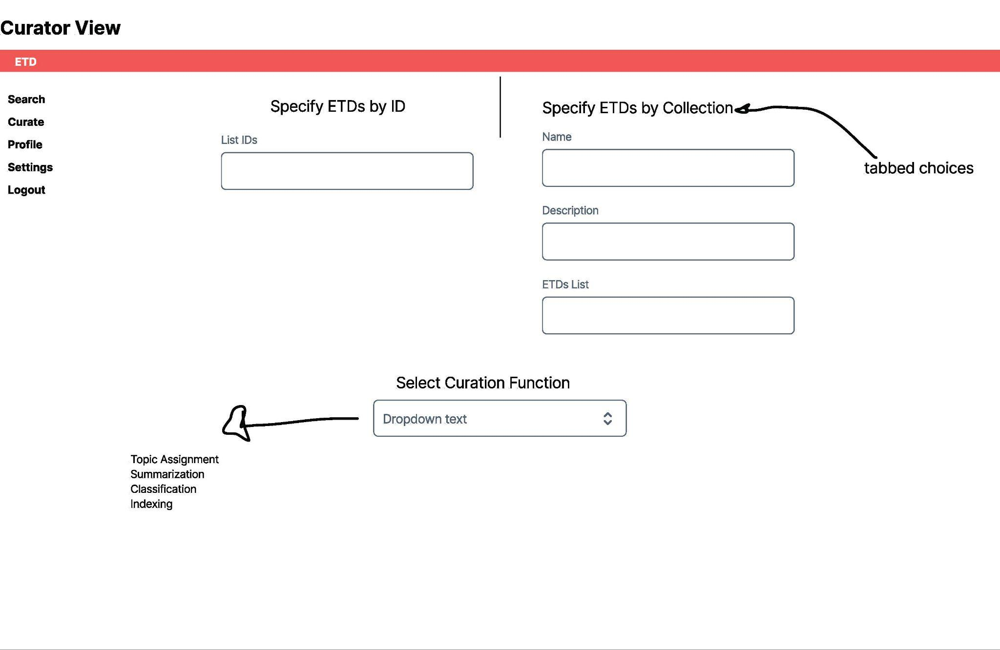 Curator View
ETD
Search
Curate
Profile
Settings
Logout
Specify ETDs by ID
List IDs
Specify ETDs by Collection
Name
tabbed choices
Description
ETDs List
Select Curation Function
Dropdown text
Topic Assignment
Summarization
Classification
Indexing